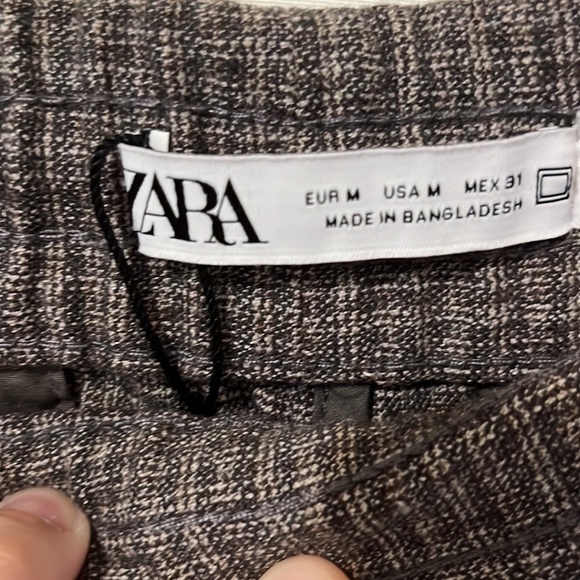 ZARA
EUR M USA M MEX 31
MADE IN BANGLADESH